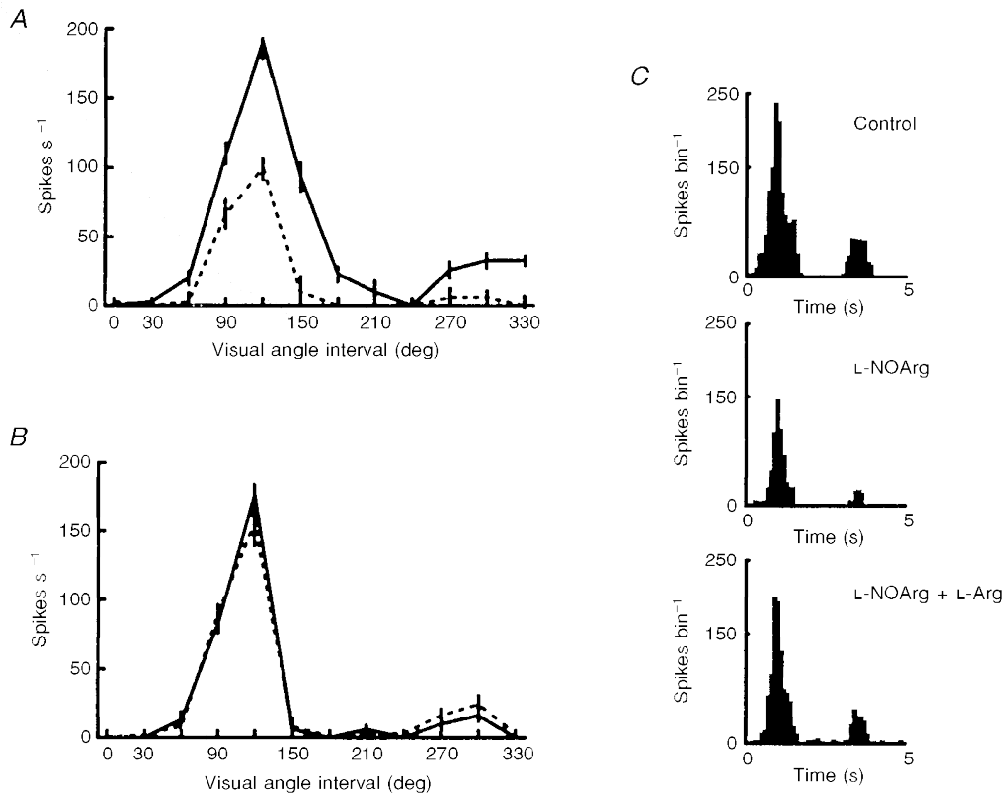 A
200
150
100
50
0
Spikes s⁻¹
0 30 90 150 210 270 330
Visual angle interval (deg)
B
200
150
100
50
0
Spikes s⁻¹
0 30 90 150 210 270 330
Visual angle interval (deg)
C
250
150
0
Spikes bin⁻¹
Control
0 5
Time (s)
250
150
0
Spikes bin⁻¹
L-NOArg
0 5
Time (s)
250
150
0
Spikes bin⁻¹
L-NOArg + L-Arg
0 5
Time (s)